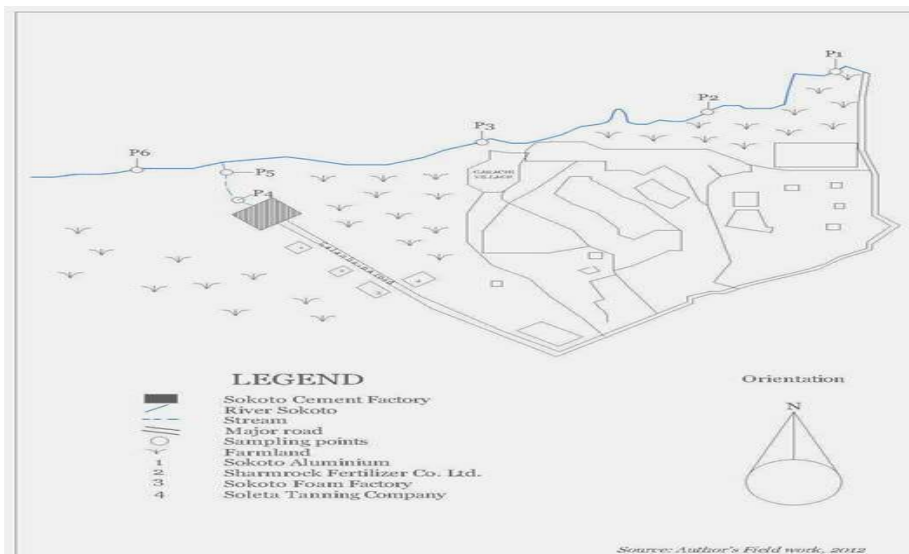 P1
P2
P3
P6
P5
P4
GARACHE
VILLAGE
LEGEND
Sokoto Cement Factory
River Sokoto
Stream
Major road
Sampling points
Farmland
1 Sokoto Aluminium
2 Sharmrock Fertilizer Co. Ltd.
3 Sokoto Foam Factory
4 Soleta Tanning Company
Orientation
N
Source: Author's Field work, 2012